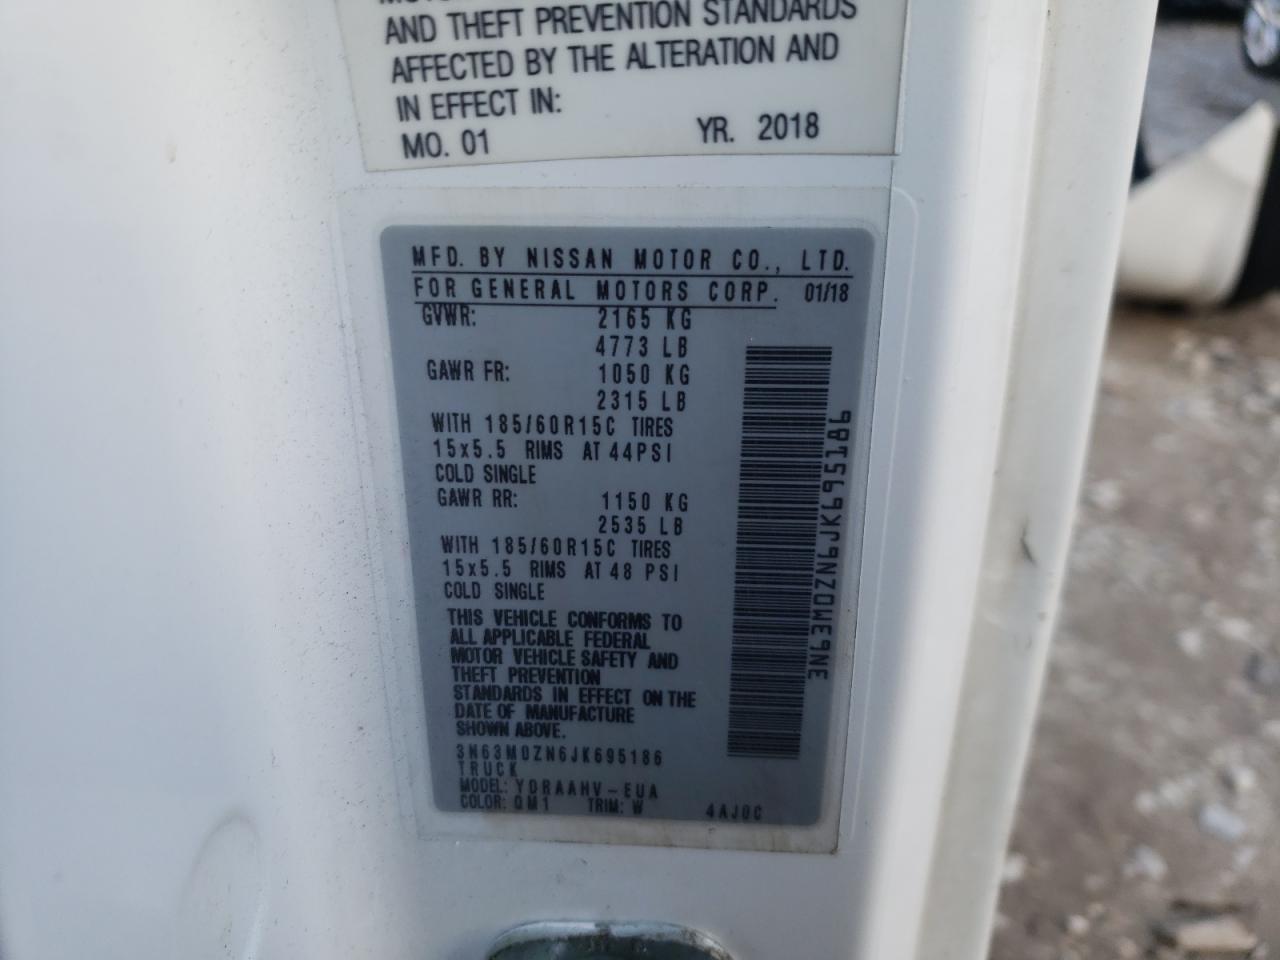 AND THEFT PREVENTION STANDARDS
AFFECTED BY THE ALTERATION AND
IN EFFECT IN:
MO. 01 YR. 2018
MFD. BY NISSAN MOTOR CO., LTD.
FOR GENERAL MOTORS CORP. 01/18
GVWR: 2165 KG
4773 LB
GAWR FR: 1050 KG
2315 LB
WITH 185/60R15C TIRES
15x5.5 RIMS AT 44PSI
COLD SINGLE
GAWR RR: 1150 KG
2535 LB
WITH 185/60R15C TIRES
15x5.5 RIMS AT 48 PSI
COLD SINGLE
THIS VEHICLE CONFORMS TO
ALL APPLICABLE FEDERAL
MOTOR VEHICLE SAFETY AND
THEFT PREVENTION
STANDARDS IN EFFECT ON THE
DATE OF MANUFACTURE
SHOWN ABOVE.
3N63M0ZN6JK695186
TRUCK
MODEL: YDRAAHV-EUA
COLOR: QM1 TRIM: W 4AJ0C
3N63M0ZN6JK695186